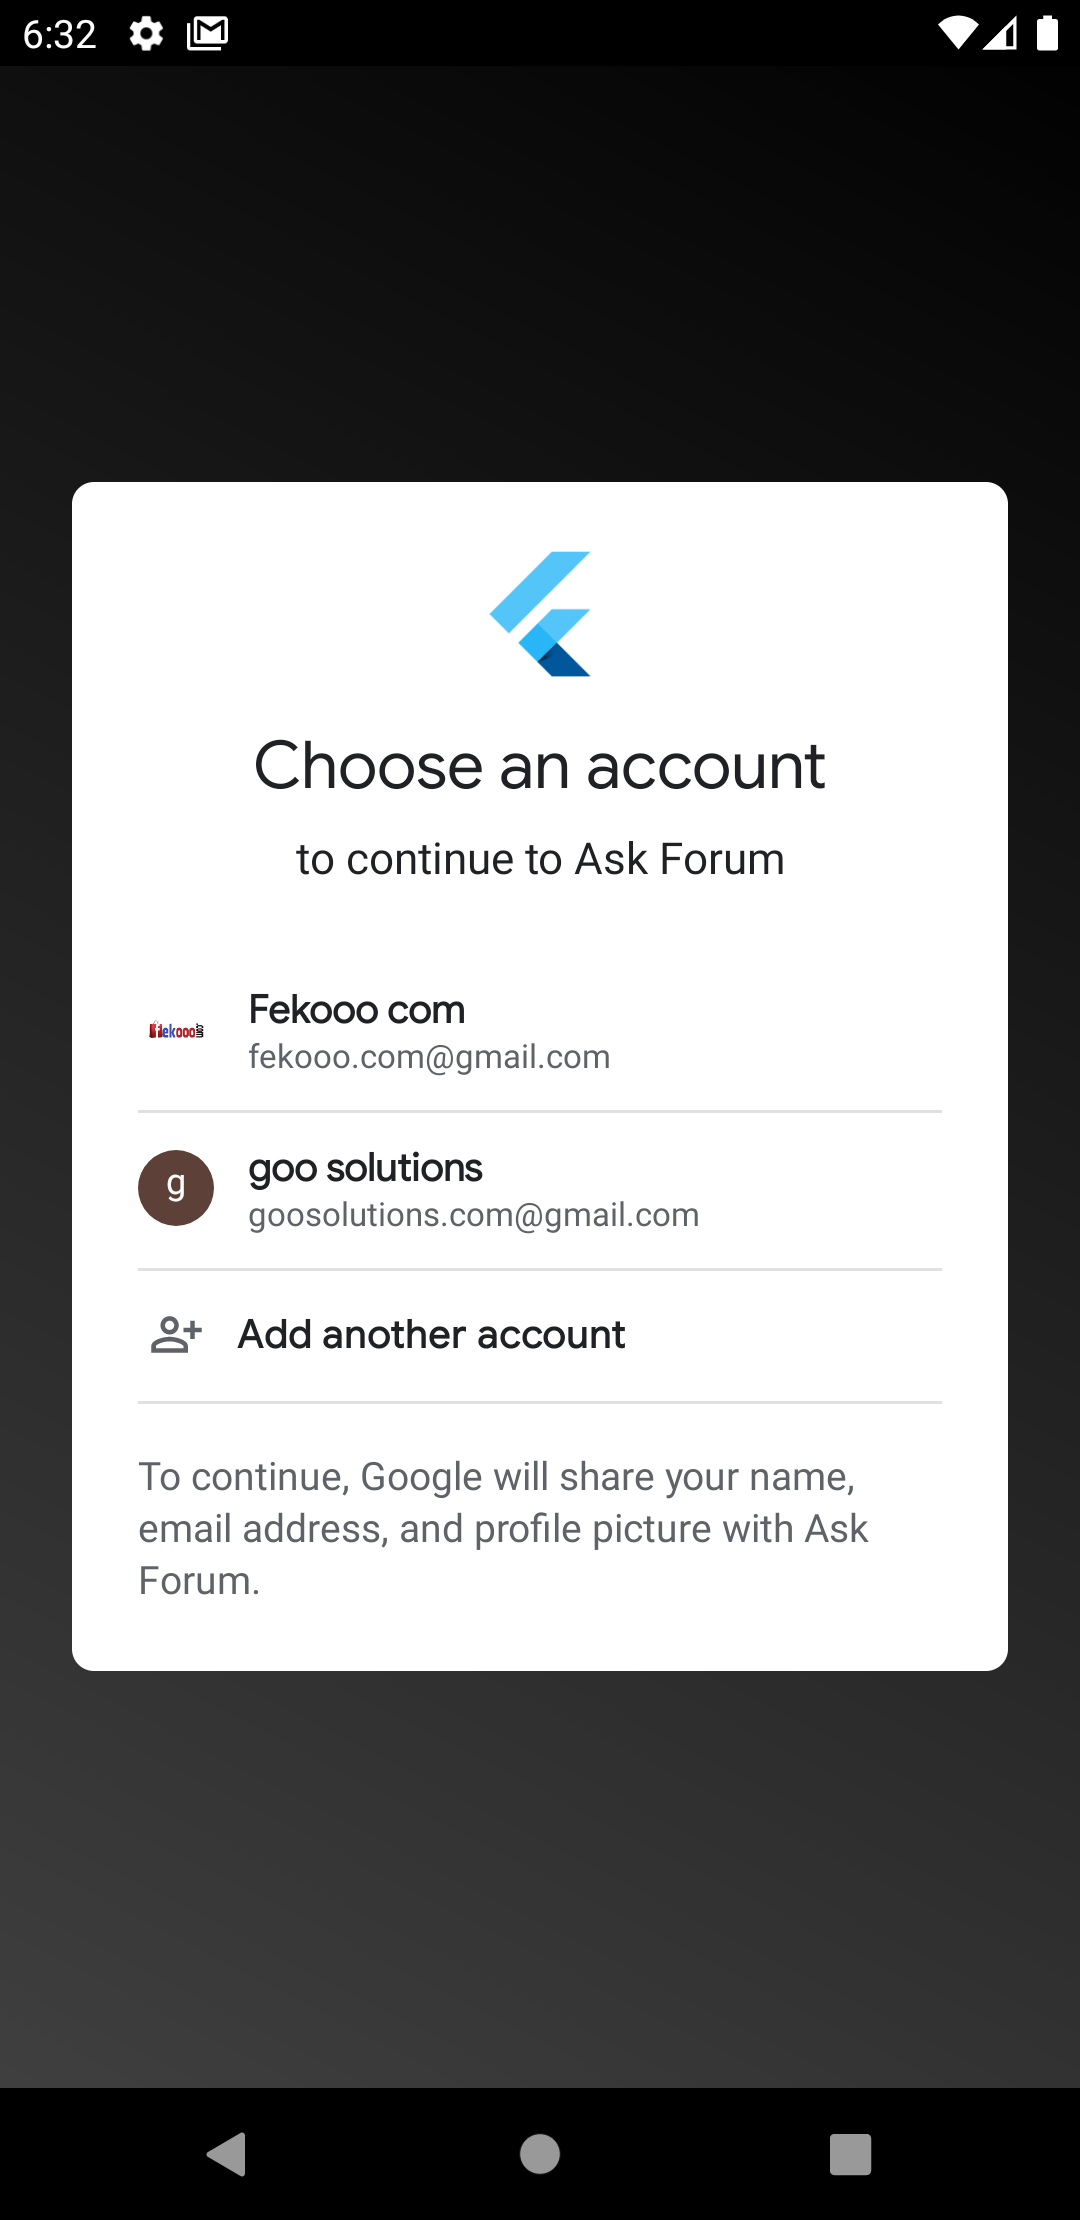 6:32
Choose an account
to continue to Ask Forum
fekooo.com
Fekooo com
fekooo.com@gmail.com
g
goo solutions
goosolutions.com@gmail.com
Add another account
To continue, Google will share your name,
email address, and profile picture with Ask
Forum.